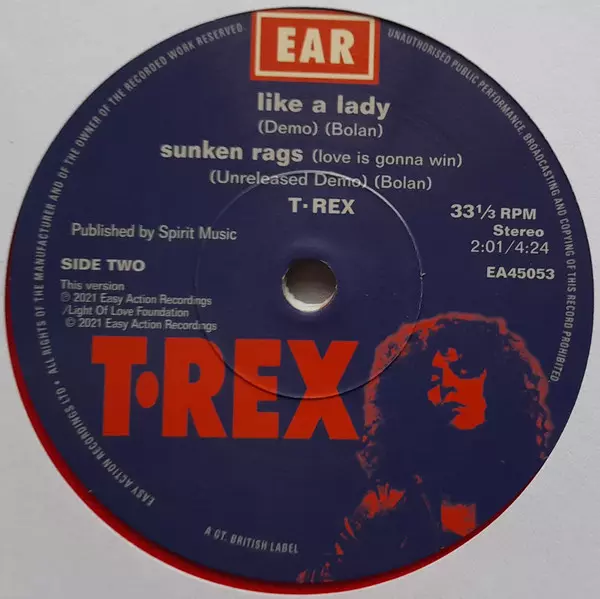 EAR
like a lady
(Demo) (Bolan)
sunken rags (love is gonna win)
(Unreleased Demo) (Bolan)
T·REX
Published by Spirit Music
SIDE TWO
This version
℗ 2021 Easy Action Recordings
/Light Of Love Foundation
© 2021 Easy Action Recordings
33⅓ RPM
Stereo
2:01/4:24
EA45053
T·REX
A GT. BRITISH LABEL
EASY ACTION RECORDINGS LTD • ALL RIGHTS OF THE MANUFACTURER AND OF THE OWNER OF THE RECORDED WORK RESERVED.
UNAUTHORISED PUBLIC PERFORMANCE, BROADCASTING AND COPYING OF THIS RECORD PROHIBITED